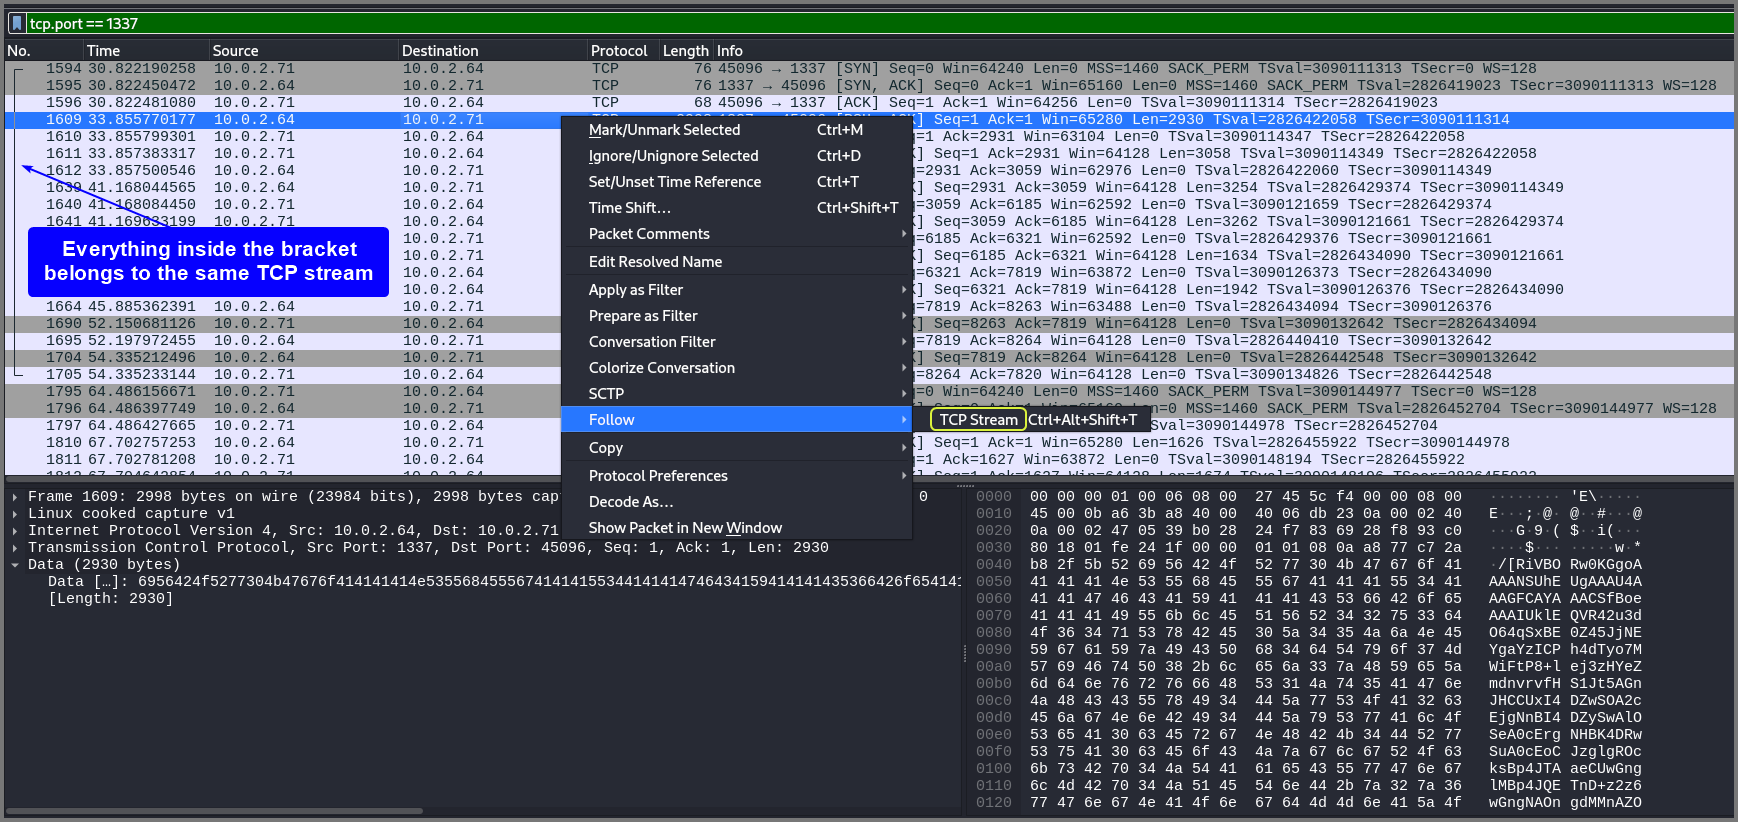 tcp.port == 1337
No. Time Source Destination Protocol Length Info
1594 30.822190258 10.0.2.71 10.0.2.64 TCP 76 45096 → 1337 [SYN] Seq=0 Win=64240 Len=0 MSS=1460 SACK_PERM TSval=3090111313 TSecr=0 WS=128
1595 30.822450472 10.0.2.64 10.0.2.71 TCP 76 1337 → 45096 [SYN, ACK] Seq=0 Ack=1 Win=65160 Len=0 MSS=1460 SACK_PERM TSval=2826419023 TSecr=3090111313 WS=128
1596 30.822481080 10.0.2.71 10.0.2.64 TCP 68 45096 → 1337 [ACK] Seq=1 Ack=1 Win=64256 Len=0 TSval=3090111314 TSecr=2826419023
1609 33.855770177 10.0.2.64 10.0.2.71 Seq=1 Ack=1 Win=65280 Len=2930 TSval=2826422058 TSecr=3090111314
1610 33.855799301 10.0.2.71 10.0.2.64 q=1 Ack=2931 Win=63104 Len=0 TSval=3090114347 TSecr=2826422058
1611 33.857383317 10.0.2.71 10.0.2.64 ] Seq=1 Ack=2931 Win=64128 Len=3058 TSval=3090114349 TSecr=2826422058
1612 33.857500546 10.0.2.64 10.0.2.71 q=2931 Ack=3059 Win=62976 Len=0 TSval=2826422060 TSecr=3090114349
1639 41.168044565 10.0.2.64 10.0.2.71 ] Seq=2931 Ack=3059 Win=64128 Len=3254 TSval=2826429374 TSecr=3090114349
1640 41.168084450 10.0.2.71 10.0.2.64 q=3059 Ack=6185 Win=62592 Len=0 TSval=3090121659 TSecr=2826429374
1641 41.169633199 10.0.2.71 10.0.2.64 ] Seq=3059 Ack=6185 Win=64128 Len=3262 TSval=3090121661 TSecr=2826429374
10.0.2.71 q=6185 Ack=6321 Win=62592 Len=0 TSval=2826429376 TSecr=3090121661
10.0.2.71 ] Seq=6185 Ack=6321 Win=64128 Len=1634 TSval=2826434090 TSecr=3090121661
10.0.2.64 q=6321 Ack=7819 Win=63872 Len=0 TSval=3090126373 TSecr=2826434090
10.0.2.64 ] Seq=6321 Ack=7819 Win=64128 Len=1942 TSval=3090126376 TSecr=2826434090
1664 45.885362391 10.0.2.64 10.0.2.71 q=7819 Ack=8263 Win=63488 Len=0 TSval=2826434094 TSecr=3090126376
1690 52.150681126 10.0.2.71 10.0.2.64 ] Seq=8263 Ack=7819 Win=64128 Len=0 TSval=3090132642 TSecr=2826434094
1695 52.197972455 10.0.2.64 10.0.2.71 q=7819 Ack=8264 Win=64128 Len=0 TSval=2826440410 TSecr=3090132642
1704 54.335212496 10.0.2.64 10.0.2.71 ] Seq=7819 Ack=8264 Win=64128 Len=0 TSval=2826442548 TSecr=3090132642
1705 54.335233144 10.0.2.71 10.0.2.64 q=8264 Ack=7820 Win=64128 Len=0 TSval=3090134826 TSecr=2826442548
1795 64.486156671 10.0.2.71 10.0.2.64 q=0 Win=64240 Len=0 MSS=1460 SACK_PERM TSval=3090144977 TSecr=0 WS=128
1796 64.486397749 10.0.2.64 10.0.2.71 Len=0 MSS=1460 SACK_PERM TSval=2826452704 TSecr=3090144977 WS=128
1797 64.486427665 10.0.2.71 10.0.2.64 Sval=3090144978 TSecr=2826452704
1810 67.702757253 10.0.2.64 10.0.2.71 ] Seq=1 Ack=1 Win=65280 Len=1626 TSval=2826455922 TSecr=3090144978
1811 67.702781208 10.0.2.71 10.0.2.64 q=1 Ack=1627 Win=63872 Len=0 TSval=3090148194 TSecr=2826455922
Everything inside the bracket
belongs to the same TCP stream
Mark/Unmark Selected Ctrl+M
Ignore/Unignore Selected Ctrl+D
Set/Unset Time Reference Ctrl+T
Time Shift… Ctrl+Shift+T
Packet Comments
Edit Resolved Name
Apply as Filter
Prepare as Filter
Conversation Filter
Colorize Conversation
SCTP
Follow
TCP Stream Ctrl+Alt+Shift+T
Copy
Protocol Preferences
Decode As…
Show Packet in New Window
Frame 1609: 2998 bytes on wire (23984 bits), 2998 bytes cap 0
Linux cooked capture v1
Internet Protocol Version 4, Src: 10.0.2.64, Dst: 10.0.2.71
Transmission Control Protocol, Src Port: 1337, Dst Port: 45096, Seq: 1, Ack: 1, Len: 2930
Data (2930 bytes)
Data […]: 6956424f5277304b47676f414141414e5355684555674141415534414141474643415941414143536642 6f654141
[Length: 2930]
0000 00 00 00 01 00 06 08 00 27 45 5c f4 00 00 08 00 ········ 'E\·····
0010 45 00 0b a6 3b a8 40 00 40 06 db 23 0a 00 02 40 E···;·@· @··#···@
0020 0a 00 02 47 05 39 b0 28 24 f7 83 69 28 f8 93 c0 ···G·9·( $··i(···
0030 80 18 01 fe 24 1f 00 00 01 01 08 0a a8 77 c7 2a ····$··· ·····w·*
0040 b8 2f 5b 52 69 56 42 4f 52 77 30 4b 47 67 6f 41 ·/[RiVBO Rw0KGgoA
0050 41 41 41 4e 53 55 68 45 55 67 41 41 41 55 34 41 AAANSUhE UgAAAU4A
0060 41 41 47 46 43 41 59 41 41 41 43 53 66 42 6f 65 AAGFCAYA AACSfBoe
0070 41 41 41 49 55 6b 6c 45 51 56 52 34 32 75 33 64 AAAIUklE QVR42u3d
0080 4f 36 34 71 53 78 42 45 30 5a 34 35 4a 6a 4e 45 O64qSxBE 0Z45JjNE
0090 59 67 61 59 7a 49 43 50 68 34 64 54 79 6f 37 4d YgaYzICP h4dTyo7M
00a0 57 69 46 74 50 38 2b 6c 65 6a 33 7a 48 59 65 5a WiFtP8+l ej3zHYeZ
00b0 6d 64 6e 76 72 76 66 48 53 31 4a 74 35 41 47 6e mdnvrvfH S1Jt5AGn
00c0 4a 48 43 43 55 78 49 34 44 5a 77 53 4f 41 32 63 JHCCUxI4 DZwSOA2c
00d0 45 6a 67 4e 6e 42 49 34 44 5a 79 53 77 41 6c 4f EjgNnBI4 DZySwAlO
00e0 53 65 41 30 63 45 72 67 4e 48 42 4b 34 44 52 77 SeA0cErg NHBK4DRw
00f0 53 75 41 30 63 45 6f 43 4a 7a 67 6c 67 52 4f 63 SuA0cEoC JzglgROc
0100 6b 73 42 70 34 4a 54 41 61 65 43 55 77 47 6e 67 ksBp4JTA aeCUwGng
0110 6c 4d 42 70 34 4a 51 45 54 6e 44 2b 7a 32 7a 36 lMBp4JQE TnD+z2z6
0120 77 47 6e 67 4e 41 4f 6e 67 64 4d 4d 6e 41 5a 4f wGngNAOn gdMMnAZO